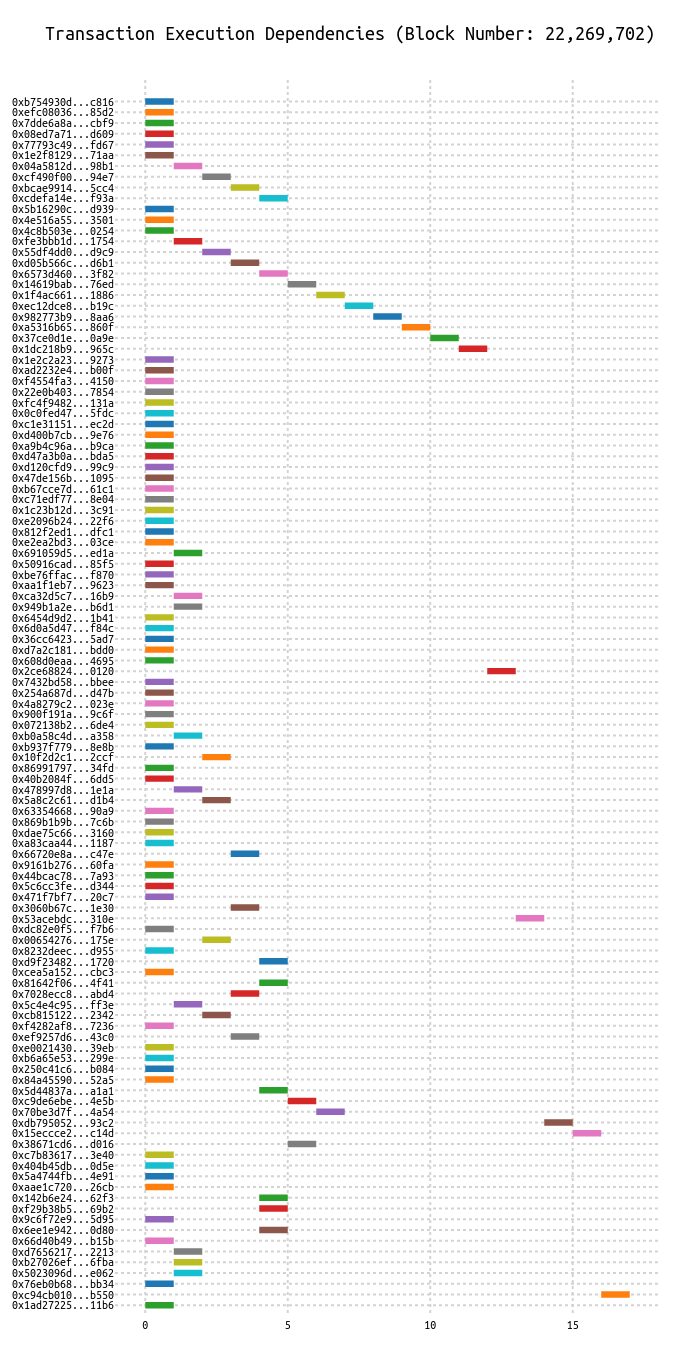 Transaction Execution Dependencies (Block Number: 22,269,702)
0xb754930d...c816
0xefc08036...85d2
0x7dde6a8a...cbf9
0x08ed7a71...d609
0x77793c49...fd67
0x1e2f8129...71aa
0x04a5812d...98b1
0xcf490f00...94e7
0xbcae9914...5cc4
0xcdefa14e...f93a
0x5b16290c...d939
0x4e516a55...3501
0x4c8b503e...0254
0xfe3bbb1d...1754
0x55df4dd0...d9c9
0xd05b566c...d6b1
0x6573d460...3f82
0x14619bab...76ed
0x1f4ac661...1886
0xec12dce8...b19c
0x982773b9...8aa6
0xa5316b65...860f
0x37ce0d1e...0a9e
0x1dc218b9...965c
0x1e2c2a23...9273
0xad2232e4...b00f
0xf4554fa3...4150
0x22e0b403...7854
0xfc4f9482...131a
0x0c0fed47...5fdc
0xc1e31151...ec2d
0xd400b7cb...9e76
0xa9b4c96a...b9ca
0xd47a3b0a...bda5
0xd120cfd9...99c9
0x47de156b...1095
0xb67cce7d...61c1
0xc71edf77...8e04
0x1c23b12d...3c91
0xe2096b24...22f6
0x812f2ed1...dfc1
0xe2ea2bd3...03ce
0x691059d5...ed1a
0x50916cad...85f5
0xbe76ffac...f870
0xaa1f1eb7...9623
0xca32d5c7...16b9
0x949b1a2e...b6d1
0x6454d9d2...1b41
0x6d0a5d47...f84c
0x36cc6423...5ad7
0xd7a2c181...bdd0
0x608d0eaa...4695
0x2ce68824...0120
0x7432bd58...bbee
0x254a687d...d47b
0x4a8279c2...023e
0x900f191a...9c6f
0x072138b2...6de4
0xb0a58c4d...a358
0xb937f779...8e8b
0x10f2d2c1...2ccf
0x86991797...34fd
0x40b2084f...6dd5
0x478997d8...1e1a
0x5a8c2c61...d1b4
0x63354668...90a9
0x869b1b9b...7c6b
0xdae75c66...3160
0xa83caa44...1187
0x66720e8a...c47e
0x9161b276...60fa
0x44bcac78...7a93
0x5c6cc3fe...d344
0x471f7bf7...20c7
0x3060b67c...1e30
0x53acebdc...310e
0xdc82e0f5...f7b6
0x00654276...175e
0x8232deec...d955
0xd9f23482...1720
0xcea5a152...cbc3
0x81642f06...4f41
0x7028ecc8...abd4
0x5c4e4c95...ff3e
0xcb815122...2342
0xf4282af8...7236
0xef9257d6...43c0
0xe0021430...39eb
0xb6a65e53...299e
0x250c41c6...b084
0x84a45590...52a5
0x5d44837a...a1a1
0xc9de6ebe...4e5b
0x70be3d7f...4a54
0xdb795052...93c2
0x15eccce2...c14d
0x38671cd6...d016
0xc7b83617...3e40
0x404b45db...0d5e
0x5a4744fb...4e91
0xaae1c720...26cb
0x142b6e24...62f3
0xf29b38b5...69b2
0x9c6f72e9...5d95
0x6ee1e942...0d80
0x66d40b49...b15b
0xd7656217...2213
0xb27026ef...6fba
0x5023096d...e062
0x76eb0b68...bb34
0xc94cb010...b550
0x1ad27225...11b6
0 5 10 15